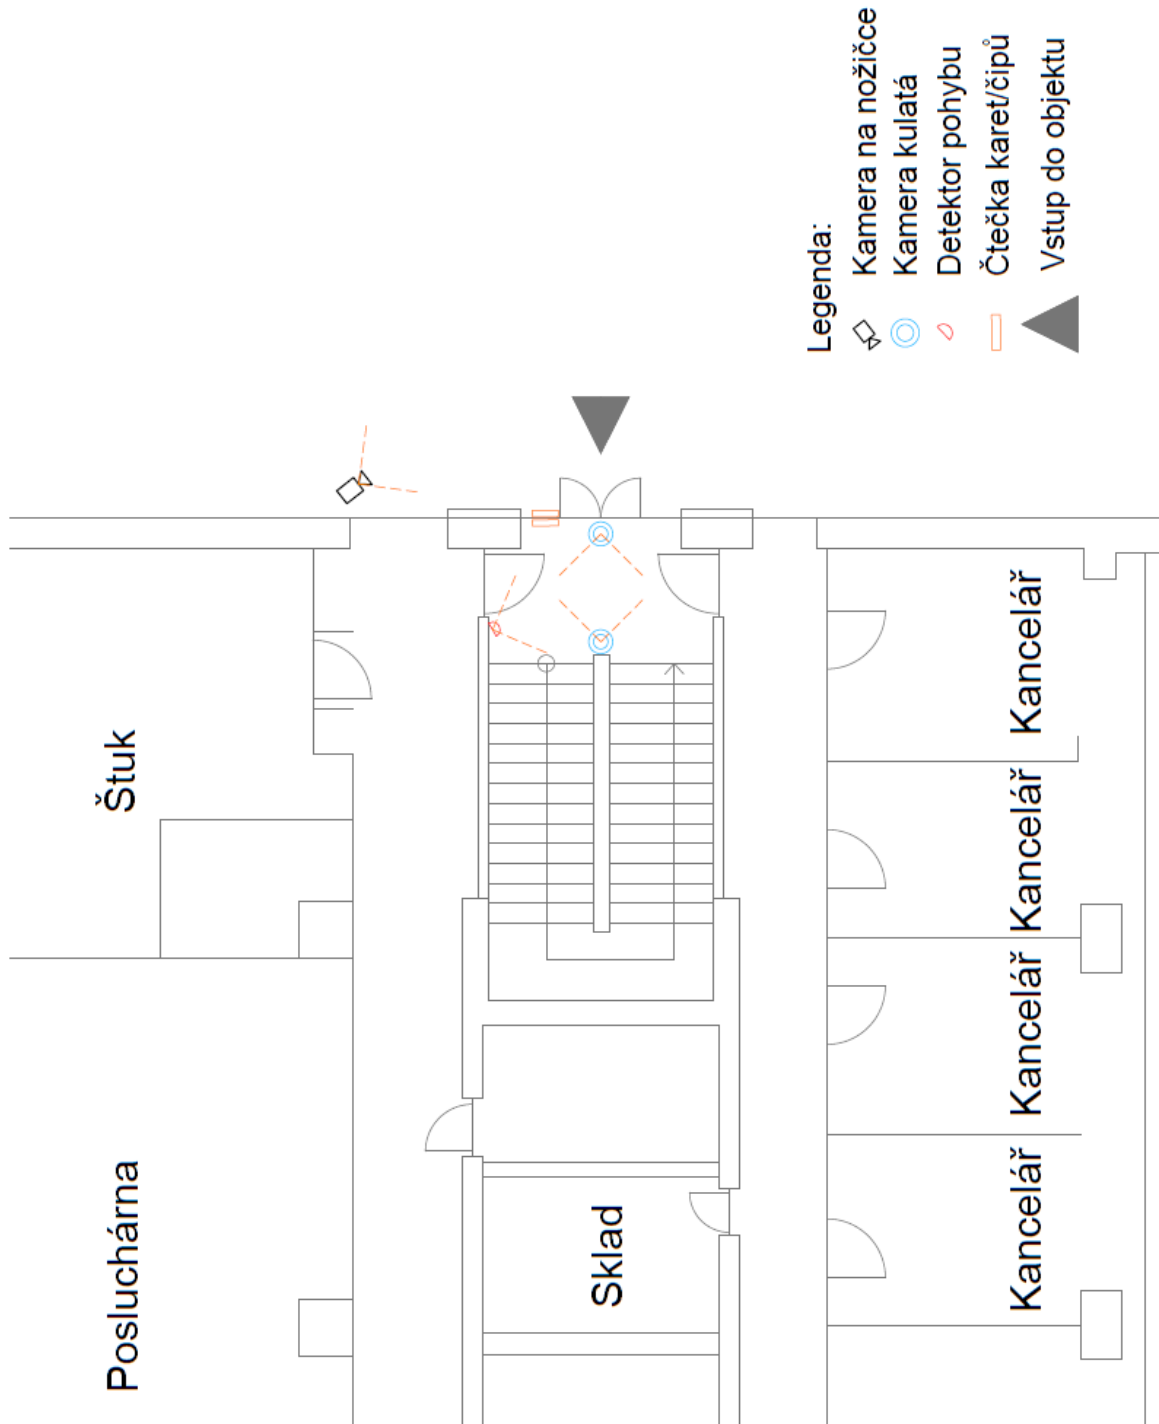 Legenda:
Kamera na nožičce
Kamera kulatá
Detektor pohybu
Čtečka karet/čipů
Vstup do objektu
Posluchárna
Štuk
Sklad
Kancelář
Kancelář
Kancelář
Kancelář